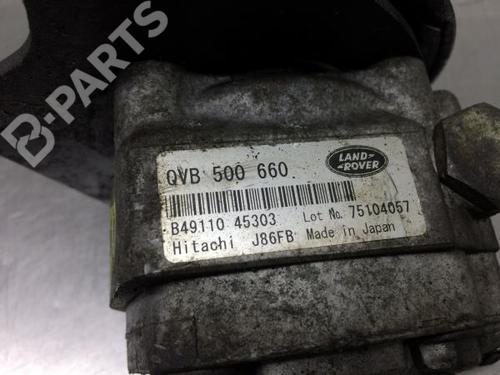 B-PARTS
QVB 500 660
LAND-
ROVER
B49110 45303 Lot No. 75104057
Hitachi J86FB Made in Japan